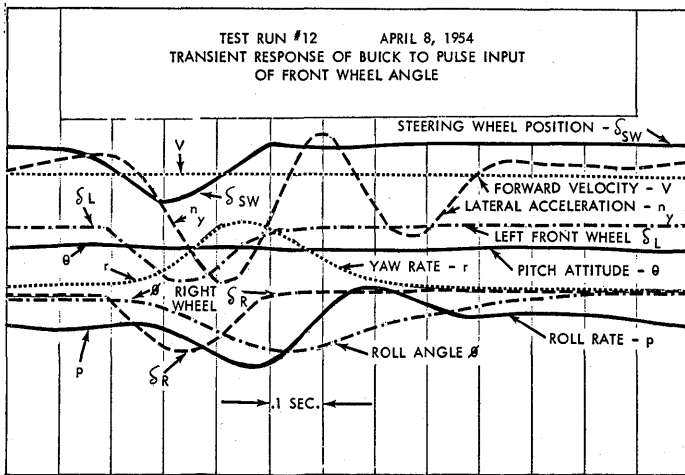 TEST RUN #12 APRIL 8, 1954
TRANSIENT RESPONSE OF BUICK TO PULSE INPUT
OF FRONT WHEEL ANGLE
STEERING WHEEL POSITION - δSW
V
δSW
δL
ny
FORWARD VELOCITY - V
LATERAL ACCELERATION - ny
LEFT FRONT WHEEL δL
θ
r
YAW RATE - r
PITCH ATTITUDE - θ
ø
RIGHT WHEEL δR
ROLL ANGLE ø
ROLL RATE - p
p
δR
.1 SEC.